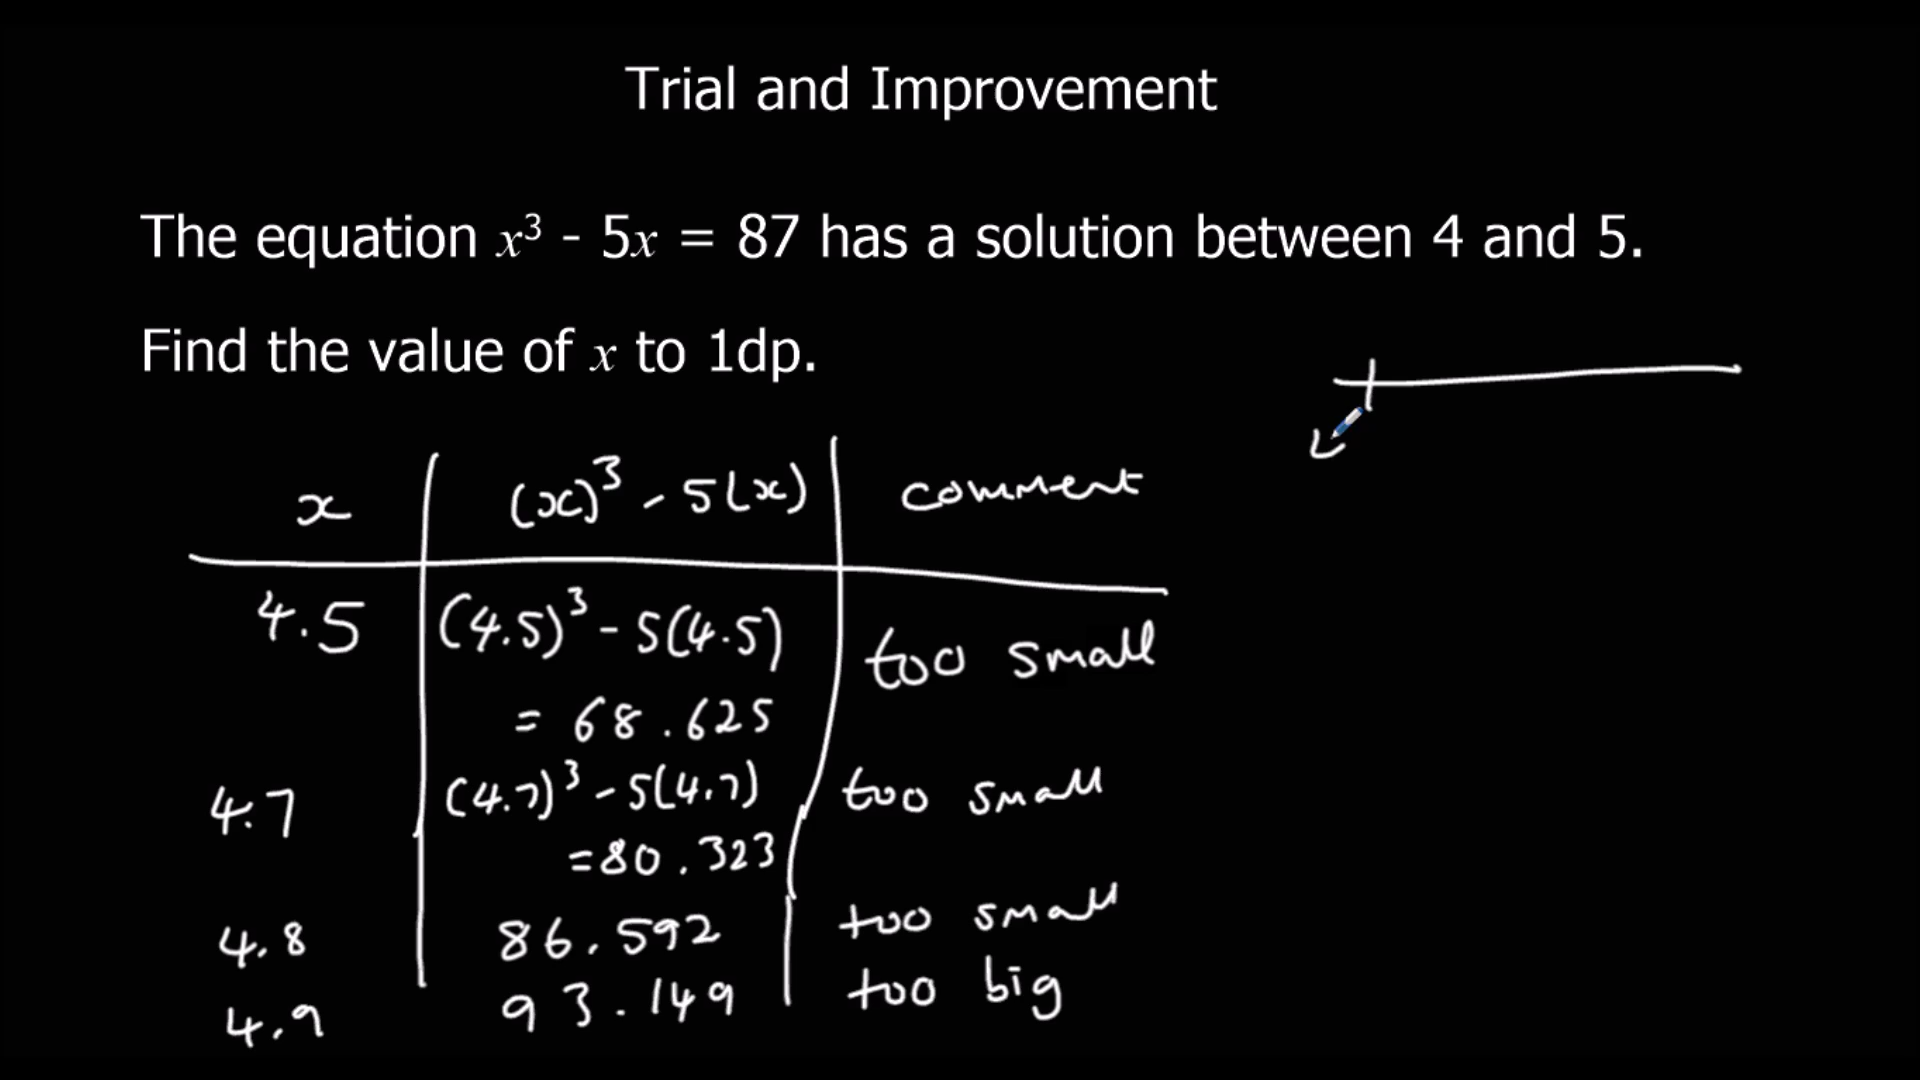 Trial and Improvement
The equation x³ - 5x = 87 has a solution between 4 and 5.
Find the value of x to 1dp.
x (x)³ - 5(x) comment
4.5 (4.5)³ - 5(4.5) too small
= 68.625
4.7 (4.7)³ - 5(4.7) too small
= 80.323
4.8 86.592 too small
4.9 93.149 too big